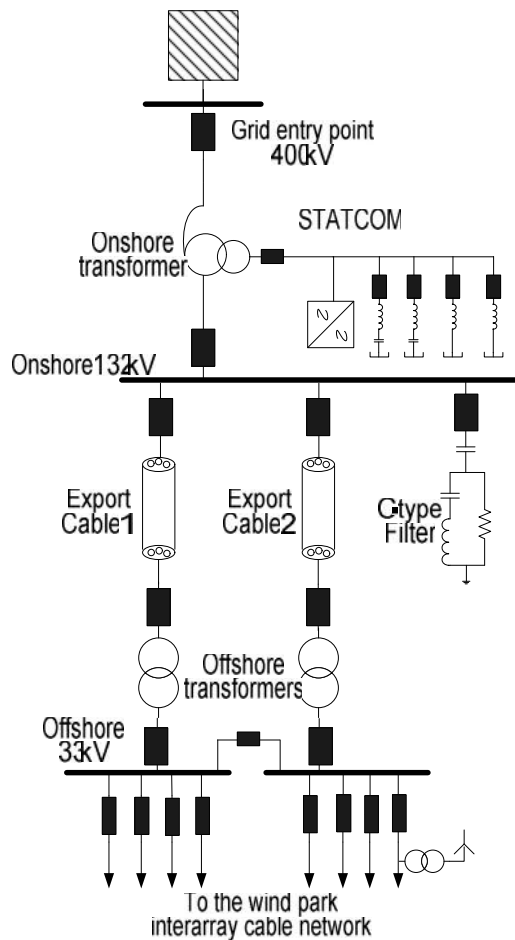 Grid entry point
400kV
STATCOM
Onshore
transformer
Onshore132kV
Export
Cable1
Export
Cable2
C-type
Filter
Offshore
transformers
Offshore
33kV
To the wind park
interarray cable network